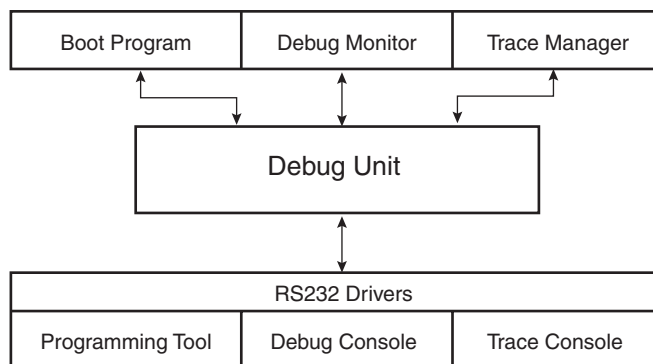 Boot Program
Debug Monitor
Trace Manager
Debug Unit
RS232 Drivers
Programming Tool
Debug Console
Trace Console